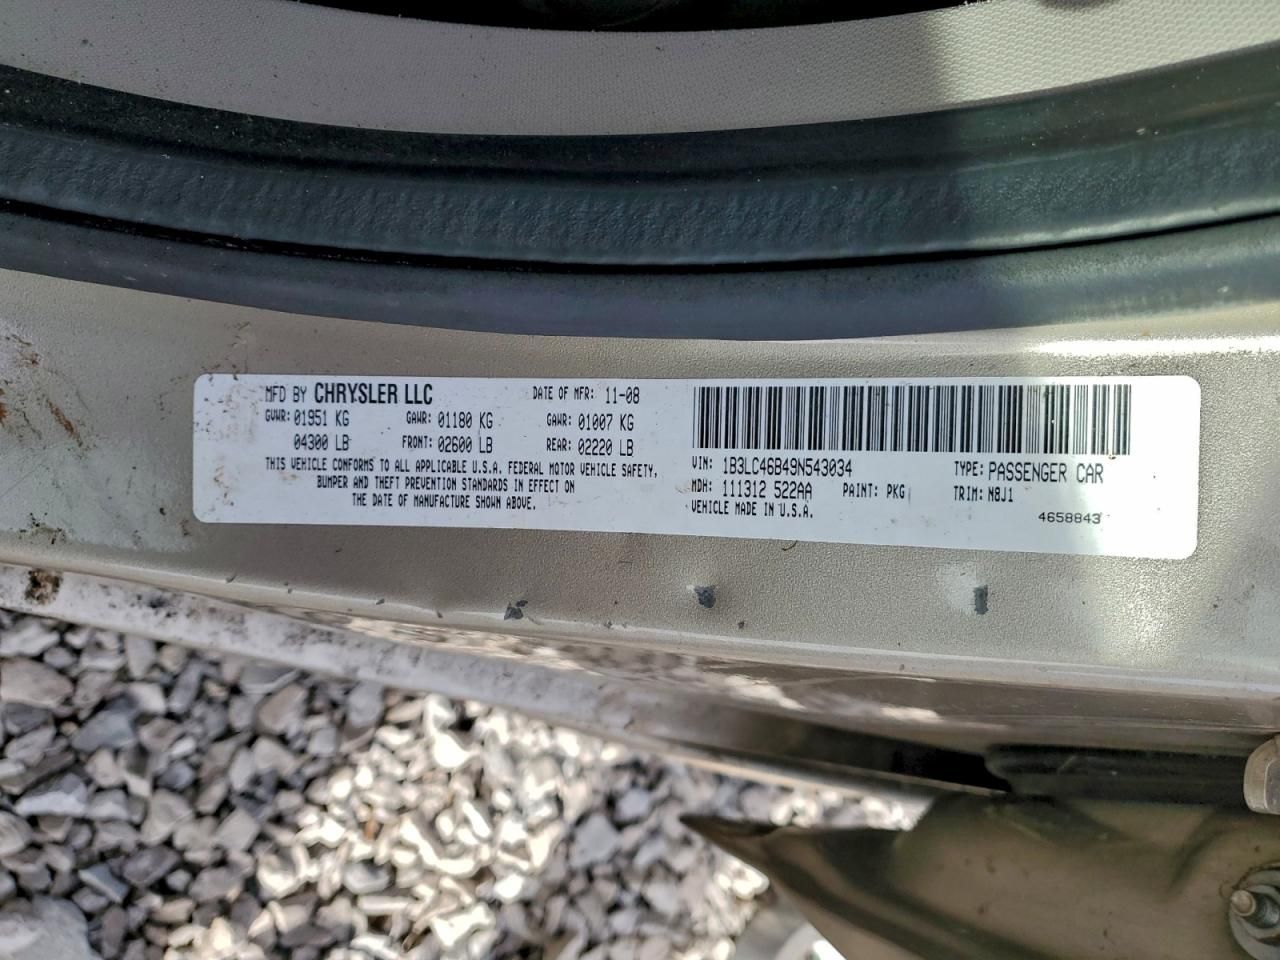 MFD BY CHRYSLER LLC DATE OF MFR: 11-08
GVWR: 01951 KG GAWR: 01180 KG GAWR: 01007 KG
04300 LB FRONT: 02600 LB REAR: 02220 LB
THIS VEHICLE CONFORMS TO ALL APPLICABLE U.S.A. FEDERAL MOTOR VEHICLE SAFETY,
BUMPER AND THEFT PREVENTION STANDARDS IN EFFECT ON
THE DATE OF MANUFACTURE SHOWN ABOVE.
VIN: 1B3LC46B49N543034 TYPE: PASSENGER CAR
MDH: 111312 522AA PAINT: PKG TRIM: N8J1
VEHICLE MADE IN U.S.A. 4658843